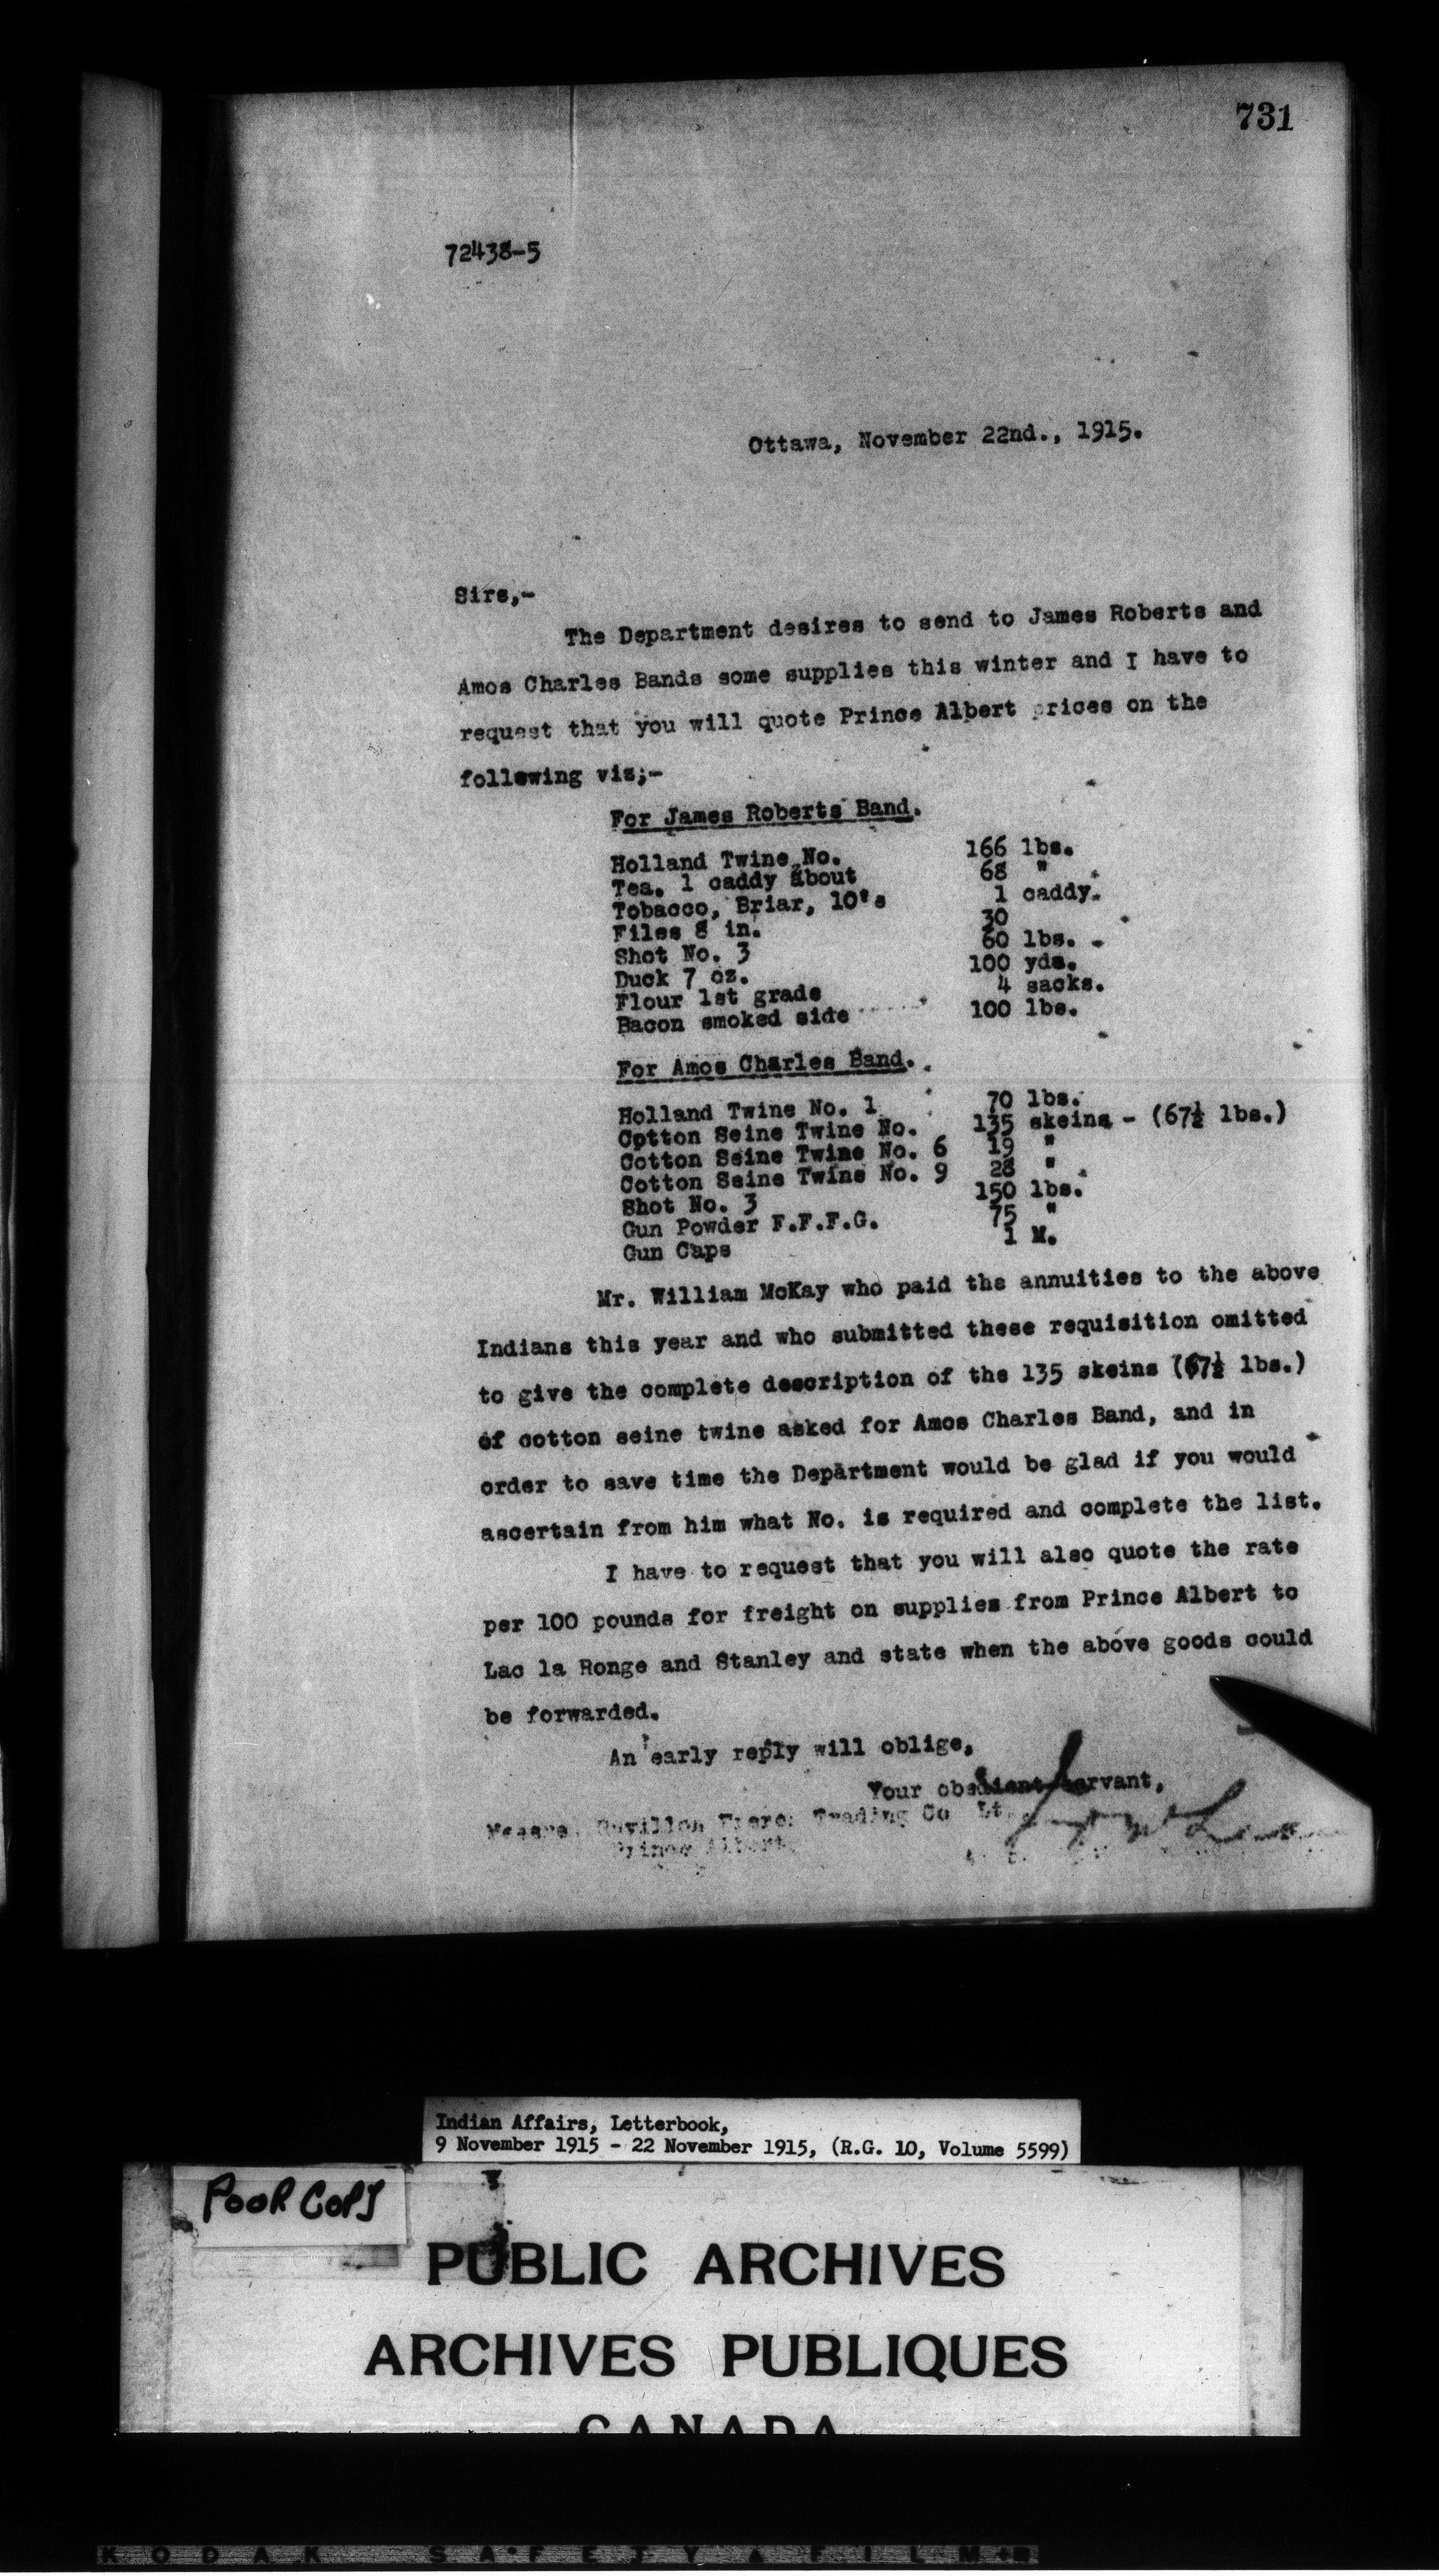 731
72438-5
Ottawa, November 22nd., 1915.
Sirs,-
The Department desires to send to James Roberts and
Amos Charles Bands some supplies this winter and I have to
request that you will quote Prince Albert prices on the
following viz;-
For James Roberts Band.
Holland Twine No. 166 lbs.
Tea. 1 caddy about 68 "
Tobacco, Briar, 10's 1 caddy.
Files 8 in. 30
Shot No. 3 60 lbs.
Duck 7 oz. 100 yds.
Flour 1st grade 4 sacks.
Bacon smoked side 100 lbs.
For Amos Charles Band.
Holland Twine No. 1 70 lbs.
Cotton Seine Twine No. 135 skeins - (67½ lbs.)
Cotton Seine Twine No. 6 19 "
Cotton Seine Twine No. 9 28 "
Shot No. 3 150 lbs.
Gun Powder F.F.F.G. 75 "
Gun Caps 1 M.
Mr. William McKay who paid the annuities to the above
Indians this year and who submitted these requisition omitted
to give the complete description of the 135 skeins (67½ lbs.)
of cotton seine twine asked for Amos Charles Band, and in
order to save time the Department would be glad if you would
ascertain from him what No. is required and complete the list.
I have to request that you will also quote the rate
per 100 pounds for freight on supplies from Prince Albert to
Lac la Ronge and Stanley and state when the above goods could
be forwarded.
An early reply will oblige,
Your obedient servant,
Messrs. Trading Co Lt
Prince Albert.
Indian Affairs, Letterbook,
9 November 1915 - 22 November 1915, (R.G. 10, Volume 5599)
POOR COPY
PUBLIC ARCHIVES
ARCHIVES PUBLIQUES
CANADA
KODAK SAFETY FILM